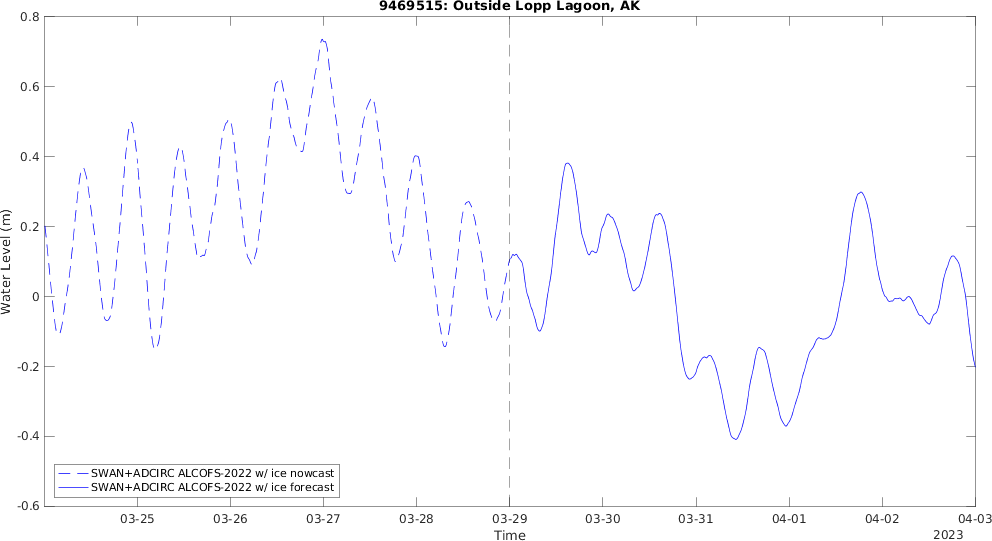 9469515: Outside Lopp Lagoon, AK
0.8
0.6
0.4
0.2
0
-0.2
-0.4
-0.6
Water Level (m)
SWAN+ADCIRC ALCOFS-2022 w/ ice nowcast
SWAN+ADCIRC ALCOFS-2022 w/ ice forecast
03-25 03-26 03-27 03-28 03-29 03-30 03-31 04-01 04-02 04-03
Time
2023